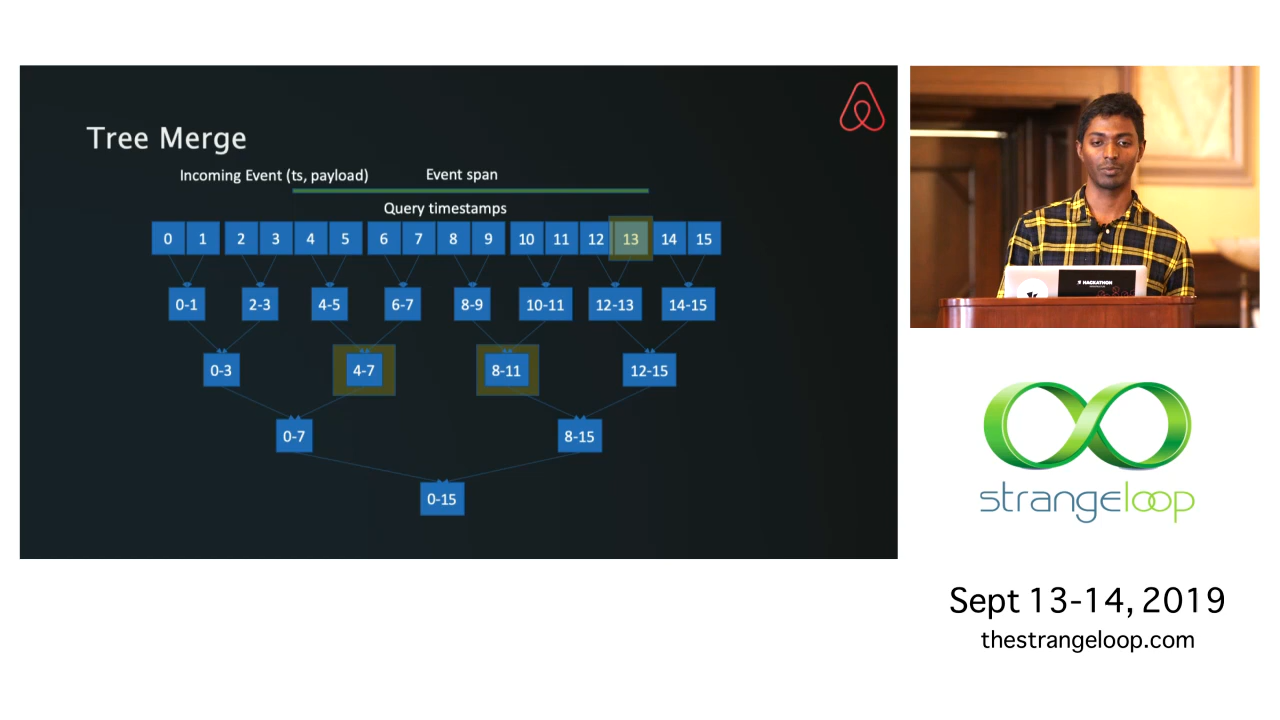 Tree Merge
Incoming Event (ts, payload) Event span
Query timestamps
0 1 2 3 4 5 6 7 8 9 10 11 12 13 14 15
0-1 2-3 4-5 6-7 8-9 10-11 12-13 14-15
0-3 4-7 8-11 12-15
0-7 8-15
0-15
HACKATHON
strangeloop
Sept 13-14, 2019
thestrangeloop.com